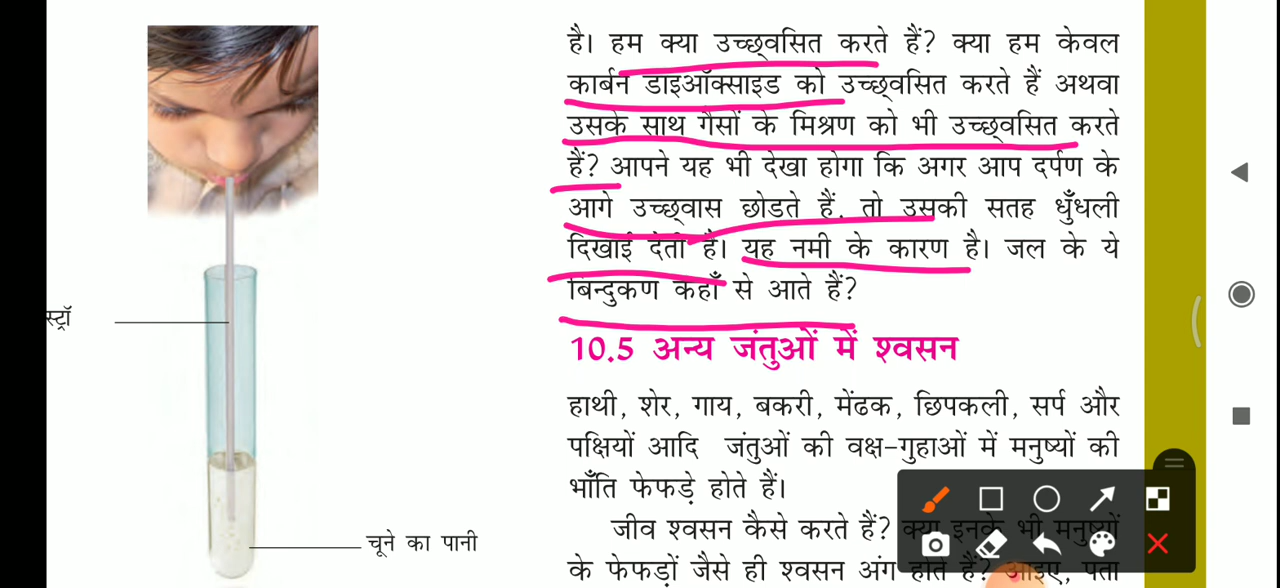 है। हम क्या उच्छ्वसित करते हैं? क्या हम केवल
कार्बन डाइऑक्साइड को उच्छ्वसित करते हैं अथवा
उसके साथ गैसों के मिश्रण को भी उच्छ्वसित करते
हैं? आपने यह भी देखा होगा कि अगर आप दर्पण के
आगे उच्छ्वास छोडते हैं, तो उसकी सतह धुँधली
दिखाई देती है। यह नमी के कारण है। जल के ये
बिन्दुकण कहाँ से आते हैं?
स्ट्रॉ
चूने का पानी
10.5 अन्य जंतुओं में श्वसन
हाथी, शेर, गाय, बकरी, मेंढक, छिपकली, सर्प और
पक्षियों आदि जंतुओं की वक्ष-गुहाओं में मनुष्यों की
भाँति फेफड़े होते हैं।
जीव श्वसन कैसे करते हैं? क्या इनके भी मनुष्यों
के फेफड़ों जैसे ही श्वसन अंग होते हैं? आइए, पता